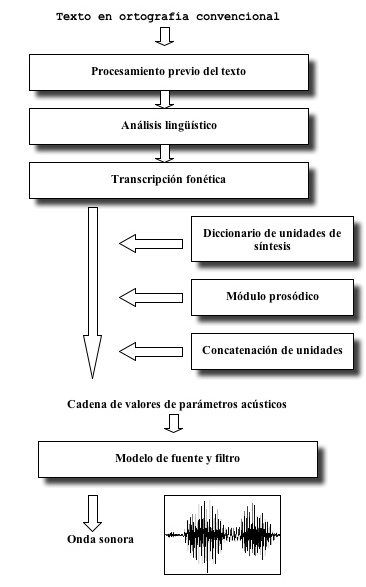 Texto en ortografía convencional
Procesamiento previo del texto
Análisis lingüístico
Transcripción fonética
Diccionario de unidades de
síntesis
Módulo prosódico
Concatenación de unidades
Cadena de valores de parámetros acústicos
Modelo de fuente y filtro
Onda sonora